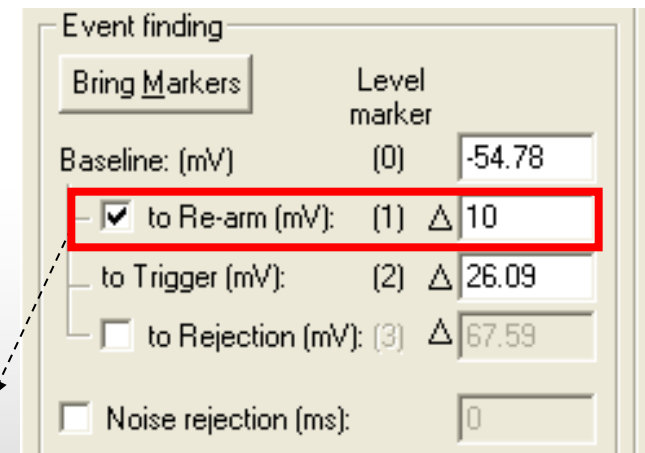 Event finding
Bring Markers Level marker
Baseline: (mV) (0) -54.78
to Re-arm (mV): (1) Δ 10
to Trigger (mV): (2) Δ 26.09
to Rejection (mV): (3) Δ 67.59
Noise rejection (ms): 0